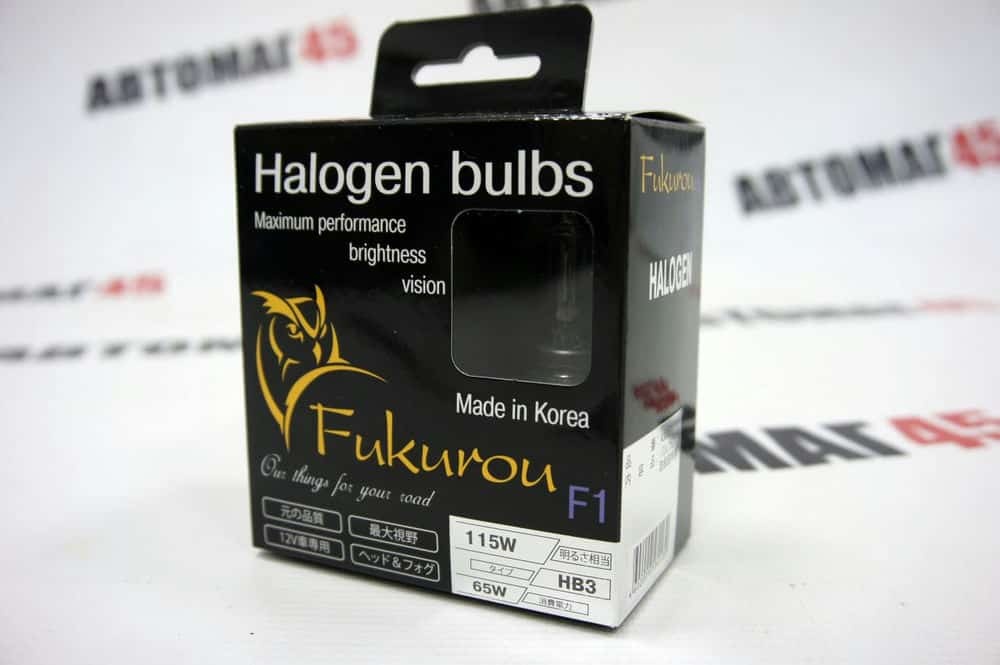 АВТОМАГ45
АВТОМАГ45
Halogen bulbs
Maximum performance
brightness
vision
Made in Korea
Fukurou
F1
Our things for your road
元の品質
最大視野
12V車専用
ヘッド&フォグ
115W
明るさ相当
タイプ
HB3
65W
消費電力
Fukurou
HALOGEN